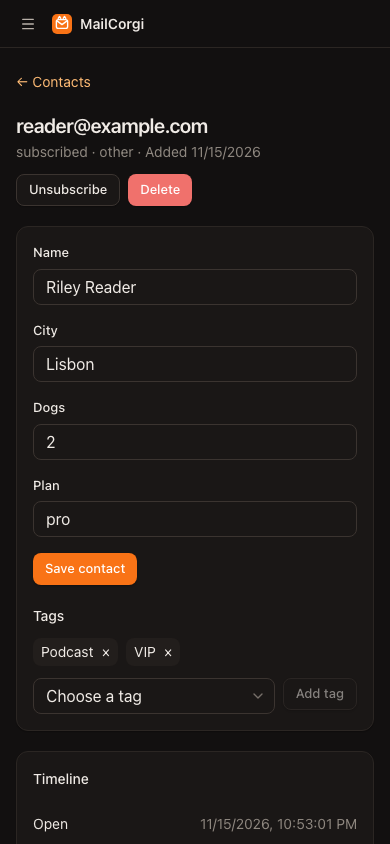 MailCorgi
← Contacts
reader@example.com
subscribed · other · Added 11/15/2026
Unsubscribe
Delete
Name
Riley Reader
City
Lisbon
Dogs
2
Plan
pro
Save contact
Tags
Podcast ×
VIP ×
Choose a tag
Add tag
Timeline
Open
11/15/2026, 10:53:01 PM